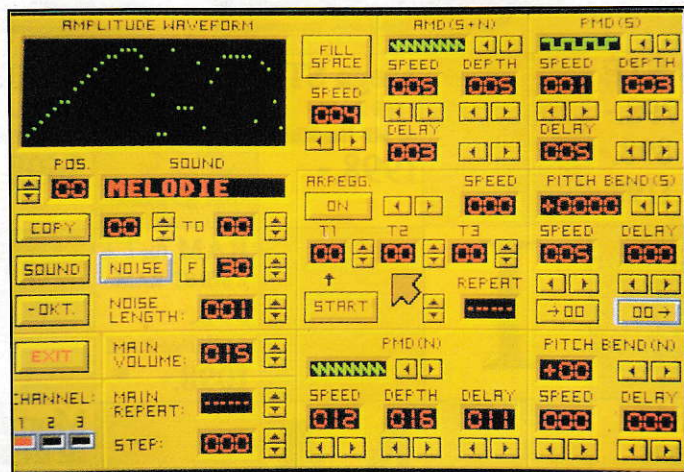 AMPLITUDE WAVEFORM
FILL SPACE
SPEED
004
AMD(S+N)
SPEED DEPTH
005 005
DELAY
003
PMD(S)
SPEED DEPTH
001 003
DELAY
005
POS. SOUND
00 MELODIE
COPY 00 TO 00
SOUND NOISE F 30
-OKT. NOISE LENGTH: 001
EXIT MAIN VOLUME: 015
CHANNEL:
1 2 3
MAIN REPEAT: -----
STEP: 000
ARPEGG. SPEED
ON 000
T1 T2 T3
00 00 00
↑ REPEAT
START -----
PITCH BEND(S)
+0000
SPEED DELAY
005 000
→00 00→
PMD(N)
SPEED DEPTH DELAY
012 016 011
PITCH BEND(N)
+00
SPEED DELAY
000 000